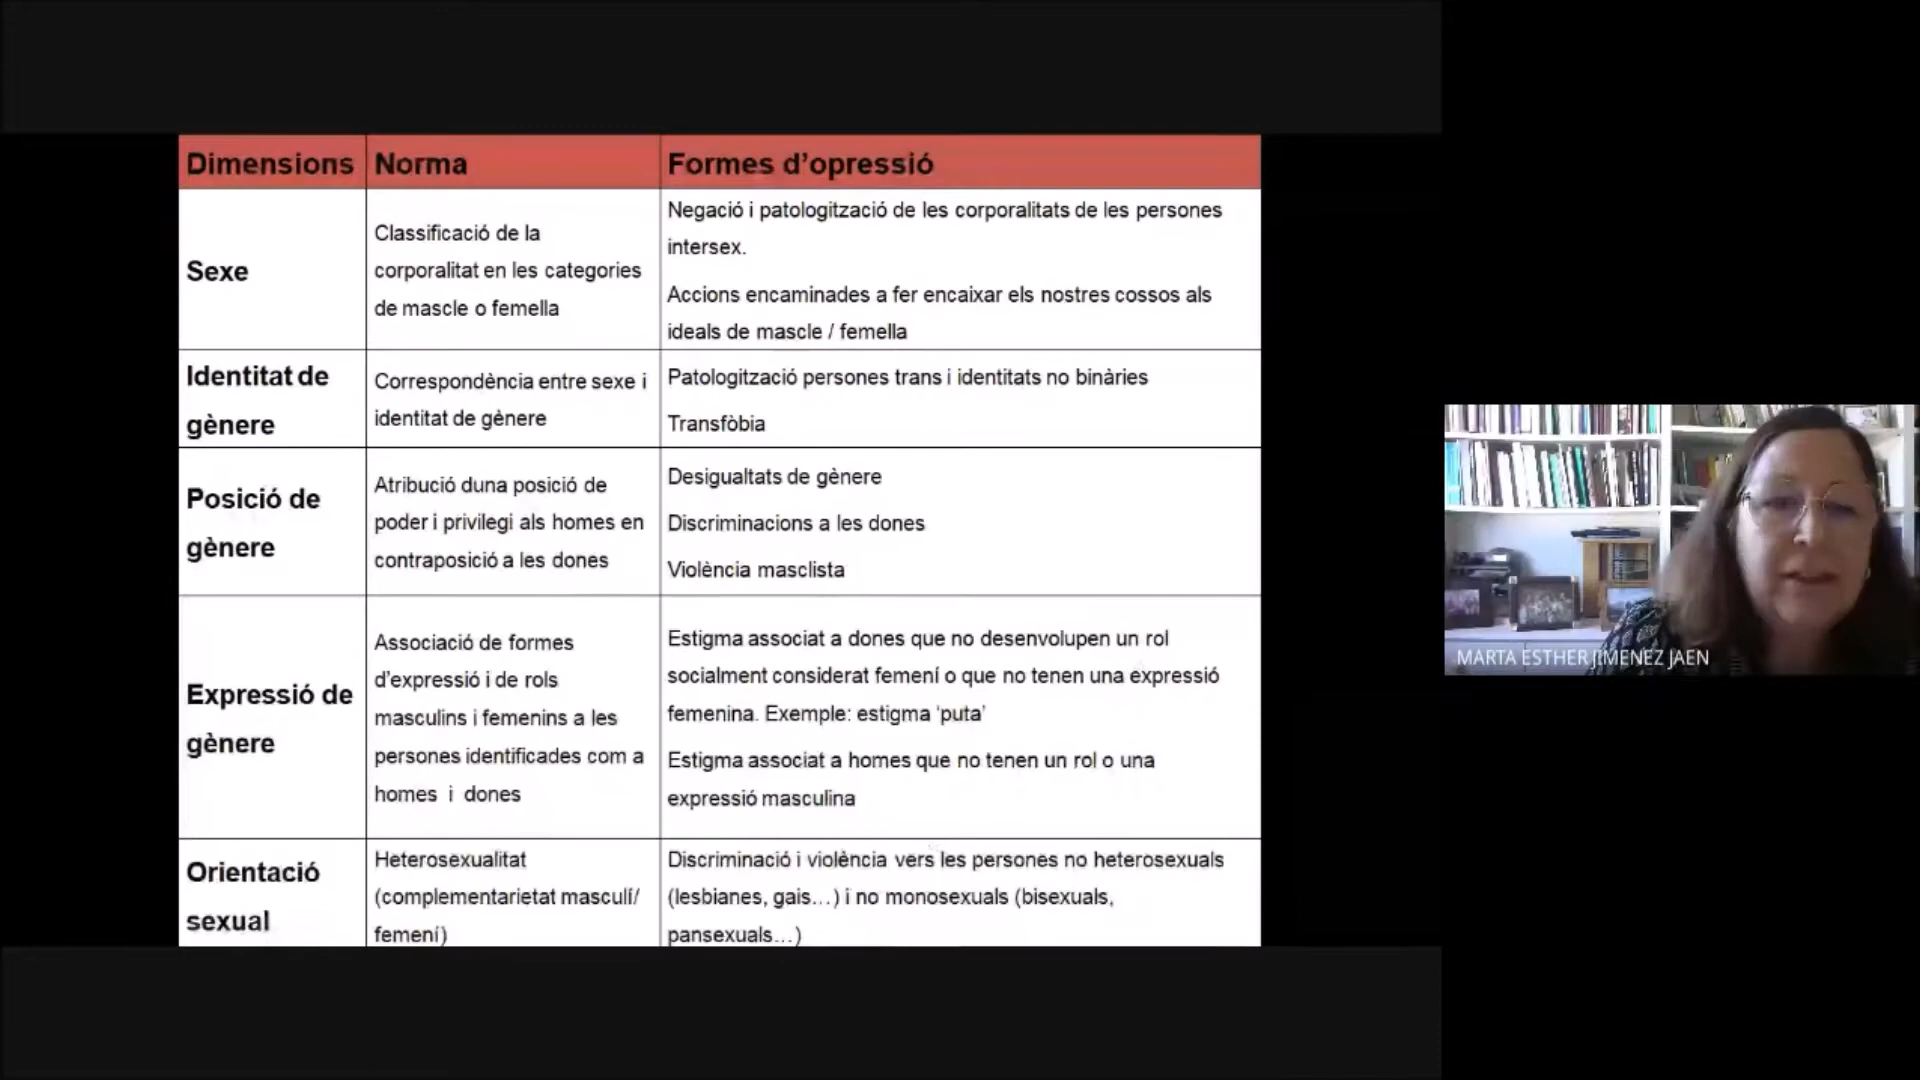 Dimensions Norma Formes d'opressió
Sexe
Classificació de la
corporalitat en les categories
de mascle o femella
Negació i patologització de les corporalitats de les persones
intersex.
Accions encaminades a fer encaixar els nostres cossos als
ideals de mascle / femella
Identitat de
gènere
Correspondència entre sexe i
identitat de gènere
Patologització persones trans i identitats no binàries
Transfòbia
Posició de
gènere
Atribució duna posició de
poder i privilegi als homes en
contraposició a les dones
Desigualtats de gènere
Discriminacions a les dones
Violència masclista
Expressió de
gènere
Associació de formes
d'expressió i de rols
masculins i femenins a les
persones identificades com a
homes i dones
Estigma associat a dones que no desenvolupen un rol
socialment considerat femení o que no tenen una expressió
femenina. Exemple: estigma 'puta'
Estigma associat a homes que no tenen un rol o una
expressió masculina
Orientació
sexual
Heterosexualitat
(complementarietat masculí/
femení)
Discriminació i violència vers les persones no heterosexuals
(lesbianes, gais…) i no monosexuals (bisexuals,
pansexuals…)
MARTA ESTHER JIMENEZ JAEN